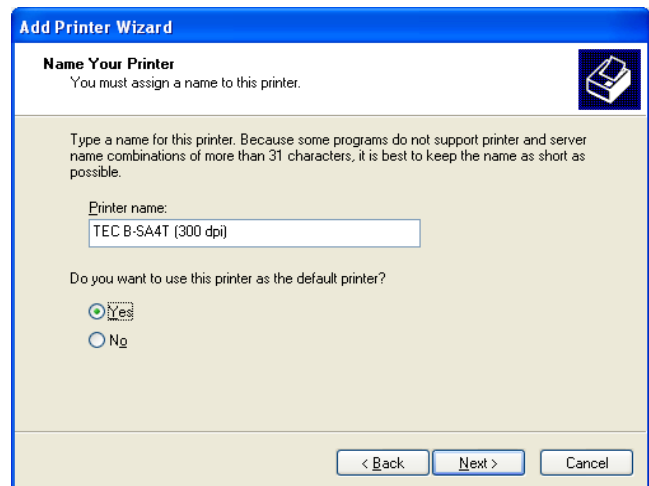 Add Printer Wizard
Name Your Printer
You must assign a name to this printer.
Type a name for this printer. Because some programs do not support printer and server
name combinations of more than 31 characters, it is best to keep the name as short as
possible.
Printer name:
TEC B-SA4T (300 dpi)
Do you want to use this printer as the default printer?
Yes
No
< Back
Next >
Cancel